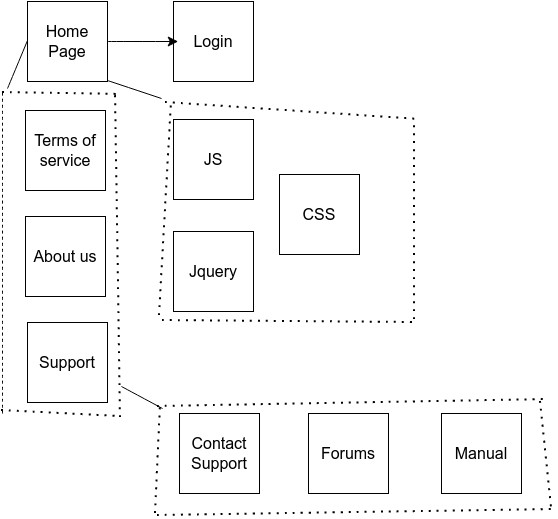 Home
Page
Login
Terms of
service
JS
CSS
About us
Jquery
Support
Contact
Support
Forums
Manual